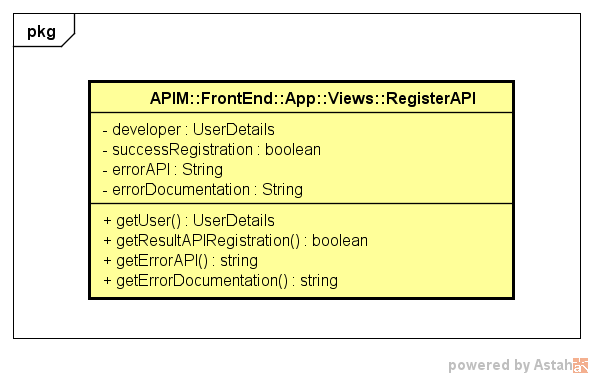 pkg
APIM::FrontEnd::App::Views::RegisterAPI
- developer : UserDetails
- successRegistration : boolean
- errorAPI : String
- errorDocumentation : String
+ getUser() : UserDetails
+ getResultAPIRegistration() : boolean
+ getErrorAPI() : string
+ getErrorDocumentation() : string
powered by Astah